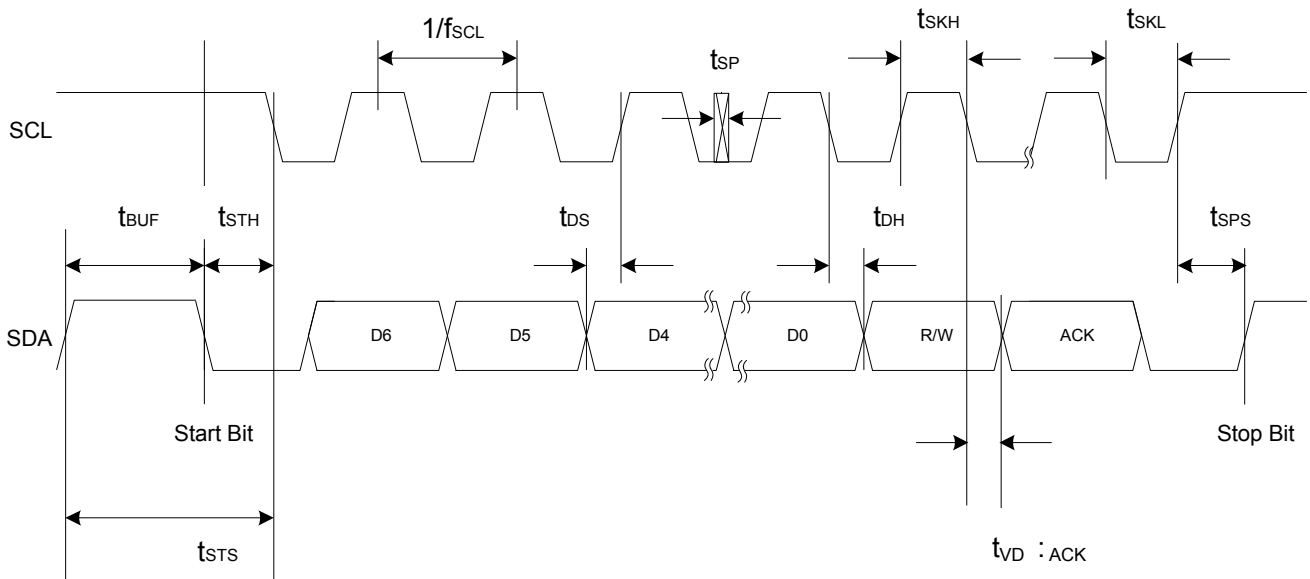 tSKH tSKL
1/fSCL
tSP
SCL
tBUF tSTH tDS tDH tSPS
SDA D6 D5 D4 D0 R/W ACK
Start Bit Stop Bit
tSTS tVD : ACK